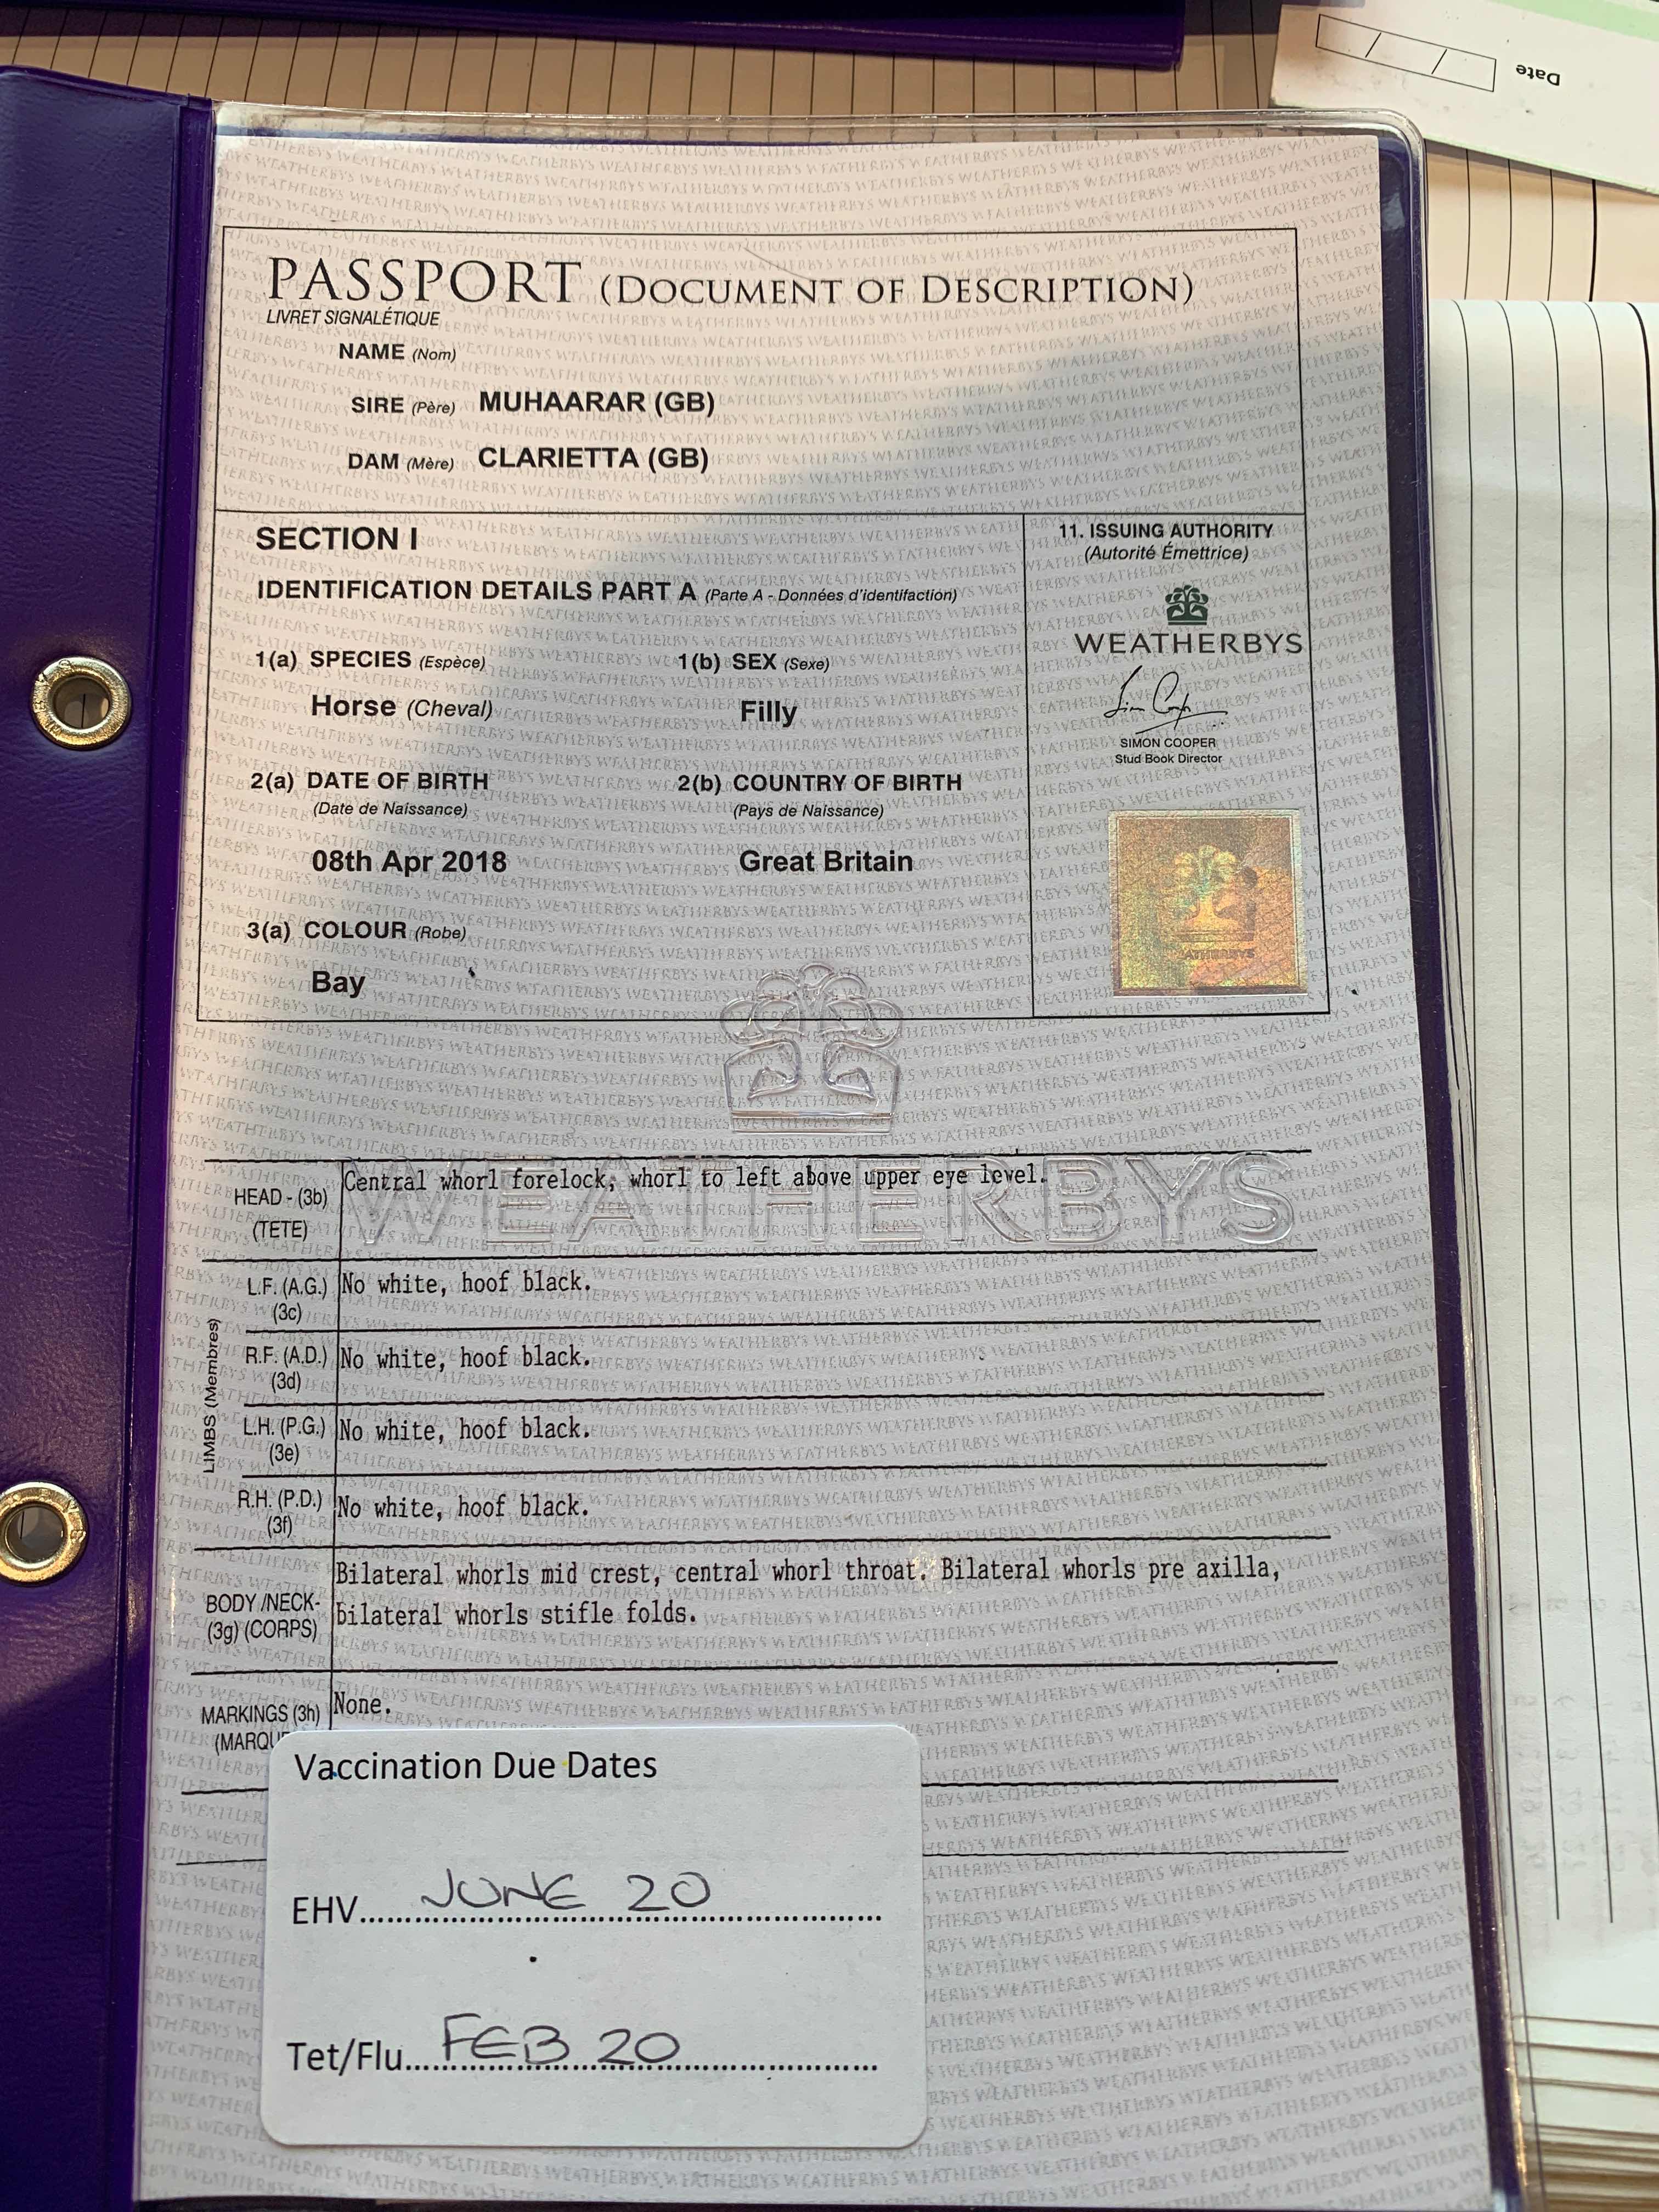 Date
PASSPORT (DOCUMENT OF DESCRIPTION)
LIVRET SIGNALÉTIQUE
NAME (Nom)
SIRE (Père) MUHAARAR (GB)
DAM (Mère) CLARIETTA (GB)
SECTION I
IDENTIFICATION DETAILS PART A (Parte A - Données d'identifaction)
1(a) SPECIES (Espèce)
1(b) SEX (Sexe)
Horse (Cheval)
Filly
2(a) DATE OF BIRTH
(Date de Naissance)
2(b) COUNTRY OF BIRTH
(Pays de Naissance)
08th Apr 2018
Great Britain
3(a) COLOUR (Robe)
Bay
11. ISSUING AUTHORITY
(Autorité Émettrice)
WEATHERBYS
SIMON COOPER
Stud Book Director
WEATHERBYS
WEATHERBYS
HEAD - (3b)
(TETE)
Central whorl forelock, whorl to left above upper eye level.
LIMBS (Membres)
L.F. (A.G.)
(3c)
No white, hoof black.
R.F. (A.D.)
(3d)
No white, hoof black.
L.H. (P.G.)
(3e)
No white, hoof black.
R.H. (P.D.)
(3f)
No white, hoof black.
BODY /NECK-
(3g) (CORPS)
Bilateral whorls mid crest, central whorl throat. Bilateral whorls pre axilla,
bilateral whorls stifle folds.
MARKINGS (3h)
(MARQU
None.
Vaccination Due Dates
EHV JUNE 20
Tet/Flu FEB 20